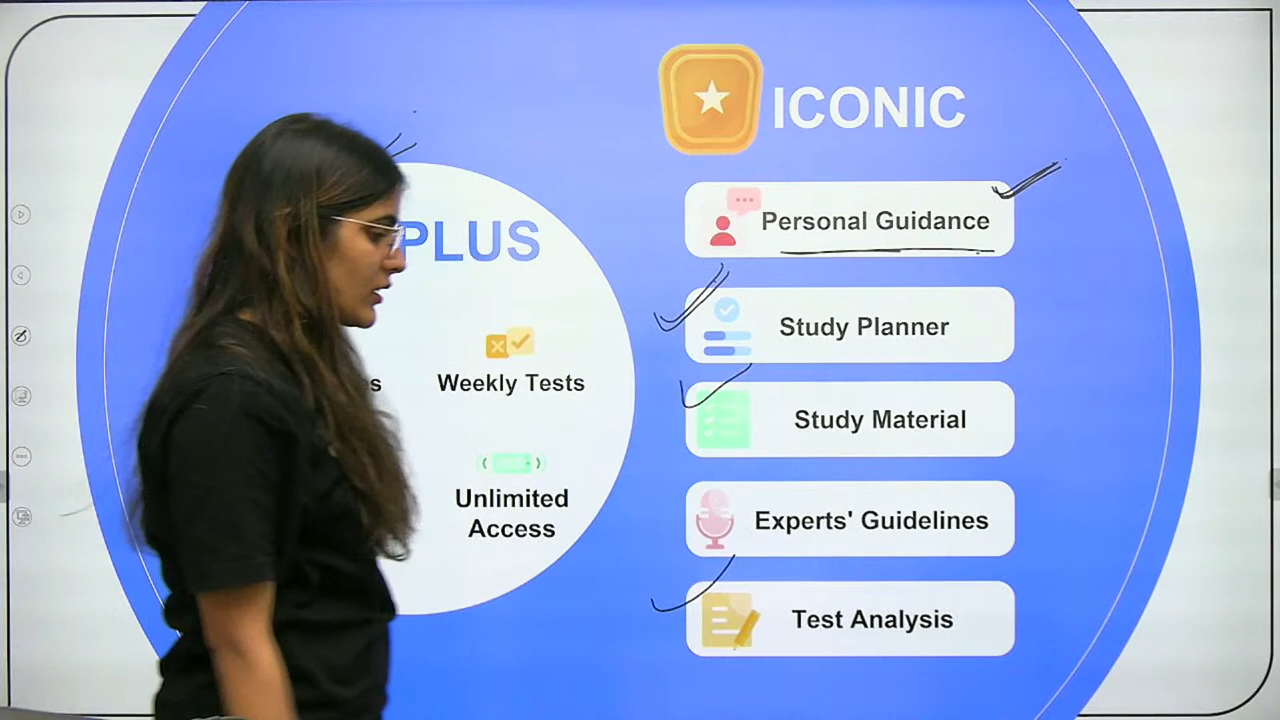 ICONIC
PLUS
Personal Guidance
Study Planner
Weekly Tests
Study Material
Unlimited
Access
Experts' Guidelines
Test Analysis